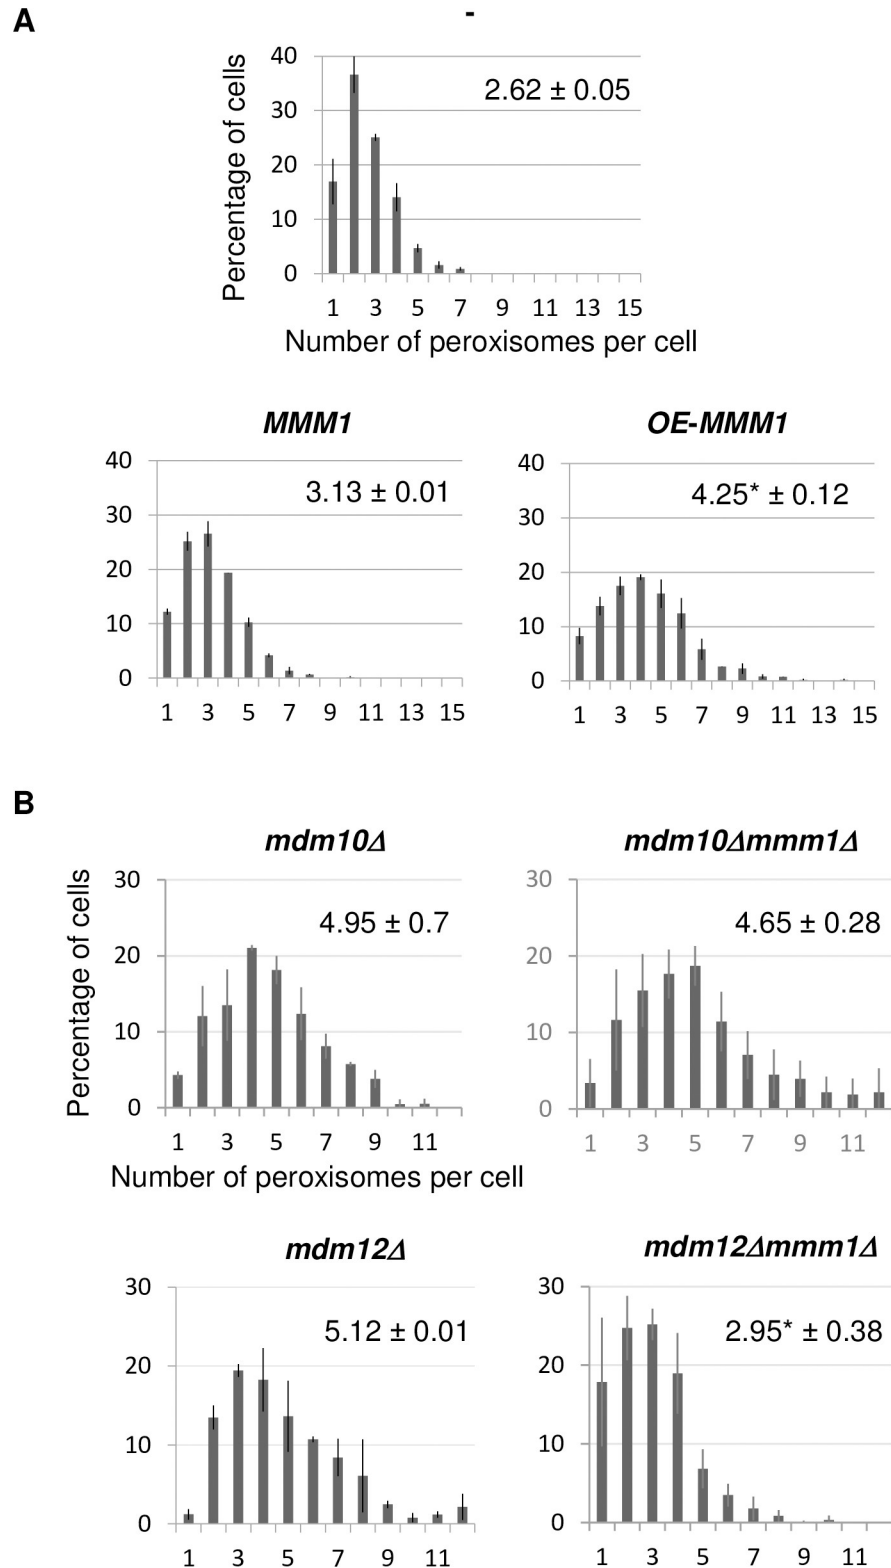 A
-
Percentage of cells
40
30
20
10
0
2.62 ± 0.05
1 3 5 7 9 11 13 15
Number of peroxisomes per cell
MMM1
40
30
20
10
0
3.13 ± 0.01
1 3 5 7 9 11 13 15
OE-MMM1
40
30
20
10
0
4.25* ± 0.12
1 3 5 7 9 11 13 15
B
mdm10Δ
Percentage of cells
30
20
10
0
4.95 ± 0.7
1 3 5 7 9 11
Number of peroxisomes per cell
mdm10Δmmm1Δ
30
20
10
0
4.65 ± 0.28
1 3 5 7 9 11
mdm12Δ
30
20
10
0
5.12 ± 0.01
1 3 5 7 9 11
mdm12Δmmm1Δ
30
20
10
0
2.95* ± 0.38
1 3 5 7 9 11